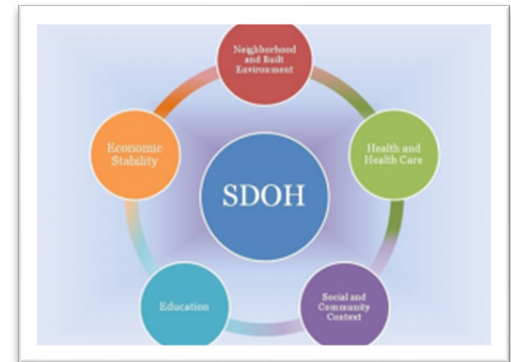 Neighborhood
and Built
Environment
Economic
Stability
Health and
Health Care
SDOH
Education
Social and
Community
Context